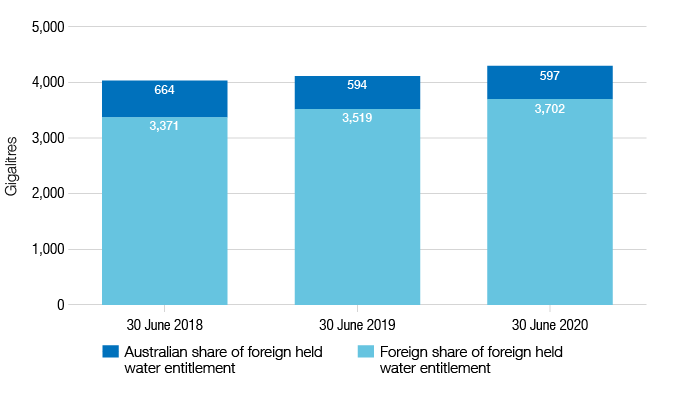 5,000
4,000
3,000
2,000
1,000
0
Gigalitres
664
3,371
594
3,519
597
3,702
30 June 2018
30 June 2019
30 June 2020
Australian share of foreign held
water entitlement
Foreign share of foreign held
water entitlement